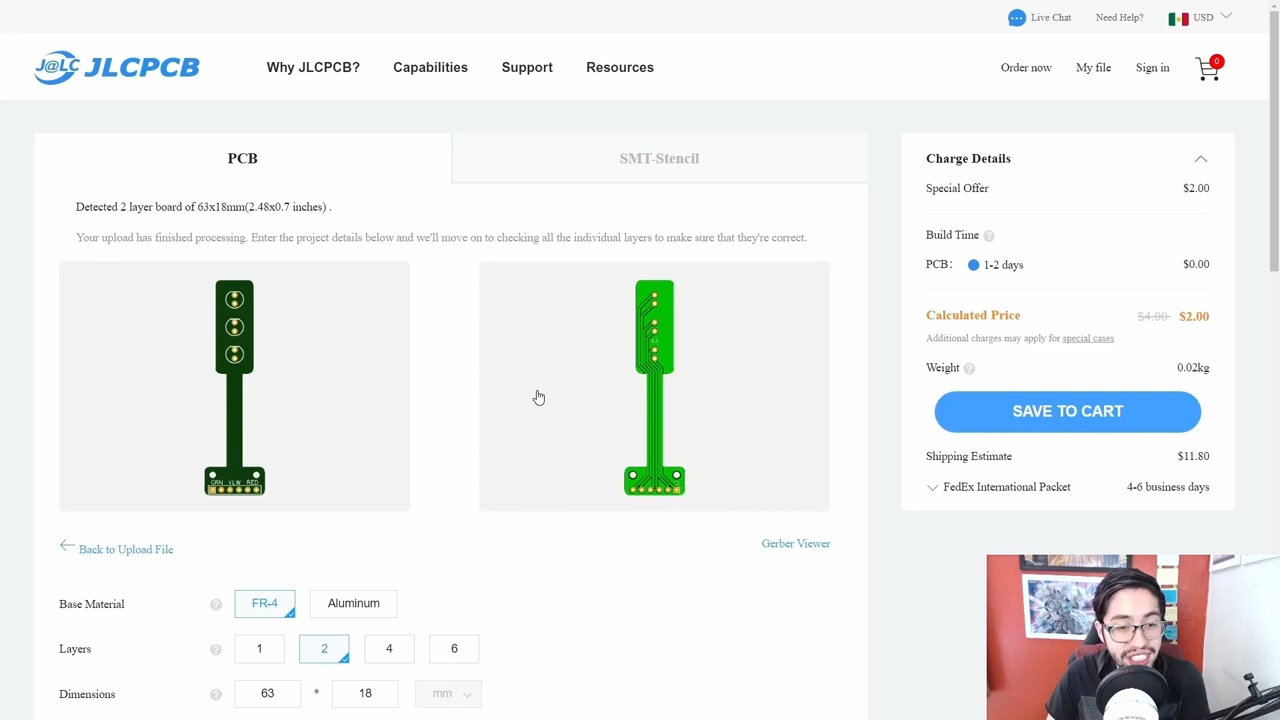 Live Chat
Need Help?
USD
J@LC JLCPCB
Why JLCPCB?
Capabilities
Support
Resources
Order now
My file
Sign in
0
PCB
SMT-Stencil
Detected 2 layer board of 63x18mm(2.48x0.7 inches) .
Your upload has finished processing. Enter the project details below and we'll move on to checking all the individual layers to make sure that they're correct.
GRN YLW RED
Back to Upload File
Gerber Viewer
Base Material
?
FR-4
Aluminum
Layers
?
1
2
4
6
Dimensions
?
63
*
18
mm
Charge Details
Special Offer
$2.00
Build Time
?
PCB:
1-2 days
$0.00
Calculated Price
$4.00
$2.00
Additional charges may apply for special cases
Weight
?
0.02kg
SAVE TO CART
Shipping Estimate
$11.80
FedEx International Packet
4-6 business days